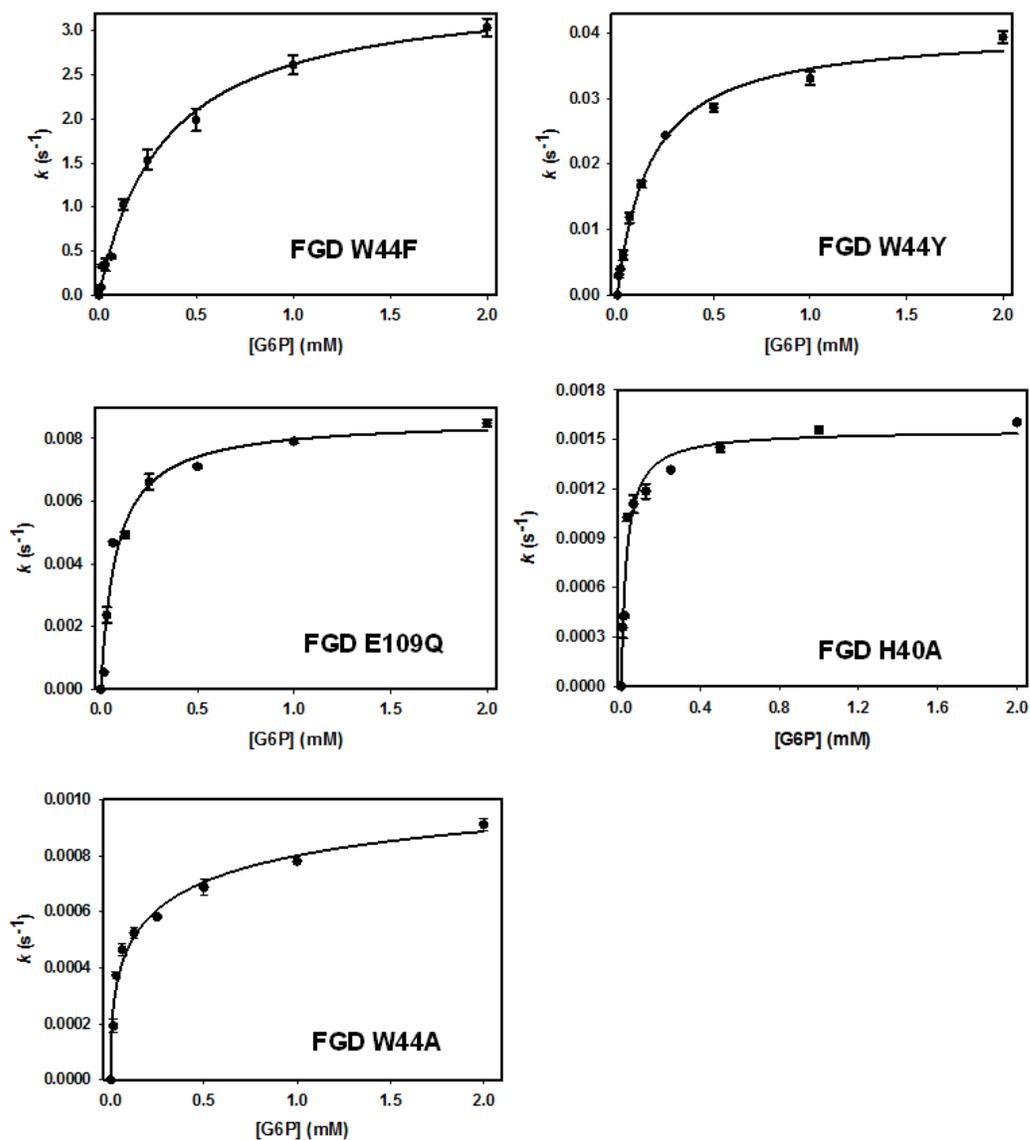 3.0
2.5
2.0
1.5
1.0
0.5
0.0
k (s-1)
FGD W44F
0.0 0.5 1.0 1.5 2.0
[G6P] (mM)
0.04
0.03
0.02
0.01
0.00
k (s-1)
FGD W44Y
0.0 0.5 1.0 1.5 2.0
[G6P] (mM)
0.008
0.006
0.004
0.002
0.000
k (s-1)
FGD E109Q
0.0 0.5 1.0 1.5 2.0
[G6P] (mM)
0.0018
0.0015
0.0012
0.0009
0.0006
0.0003
0.0000
k (s-1)
FGD H40A
0.0 0.4 0.8 1.2 1.6 2.0
[G6P] (mM)
0.0010
0.0008
0.0006
0.0004
0.0002
0.0000
k (s-1)
FGD W44A
0.0 0.5 1.0 1.5 2.0
[G6P] (mM)